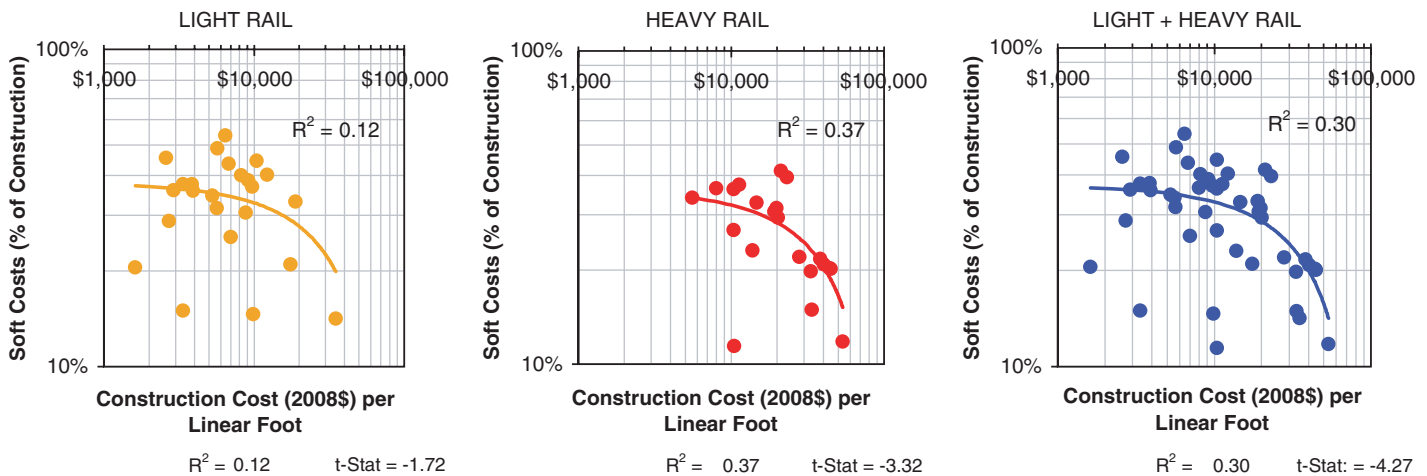 LIGHT RAIL
100%
$1,000 $10,000 $100,000
R² = 0.12
10%
Soft Costs (% of Construction)
Construction Cost (2008$) per
Linear Foot
R² = 0.12 t-Stat = -1.72
HEAVY RAIL
100%
$1,000 $10,000 $100,000
R² = 0.37
10%
Soft Costs (% of Construction)
Construction Cost (2008$) per
Linear Foot
R² = 0.37 t-Stat = -3.32
LIGHT + HEAVY RAIL
100%
$1,000 $10,000 $100,000
R² = 0.30
10%
Soft Costs (% of Construction)
Construction Cost (2008$) per
Linear Foot
R² = 0.30 t-Stat: = -4.27